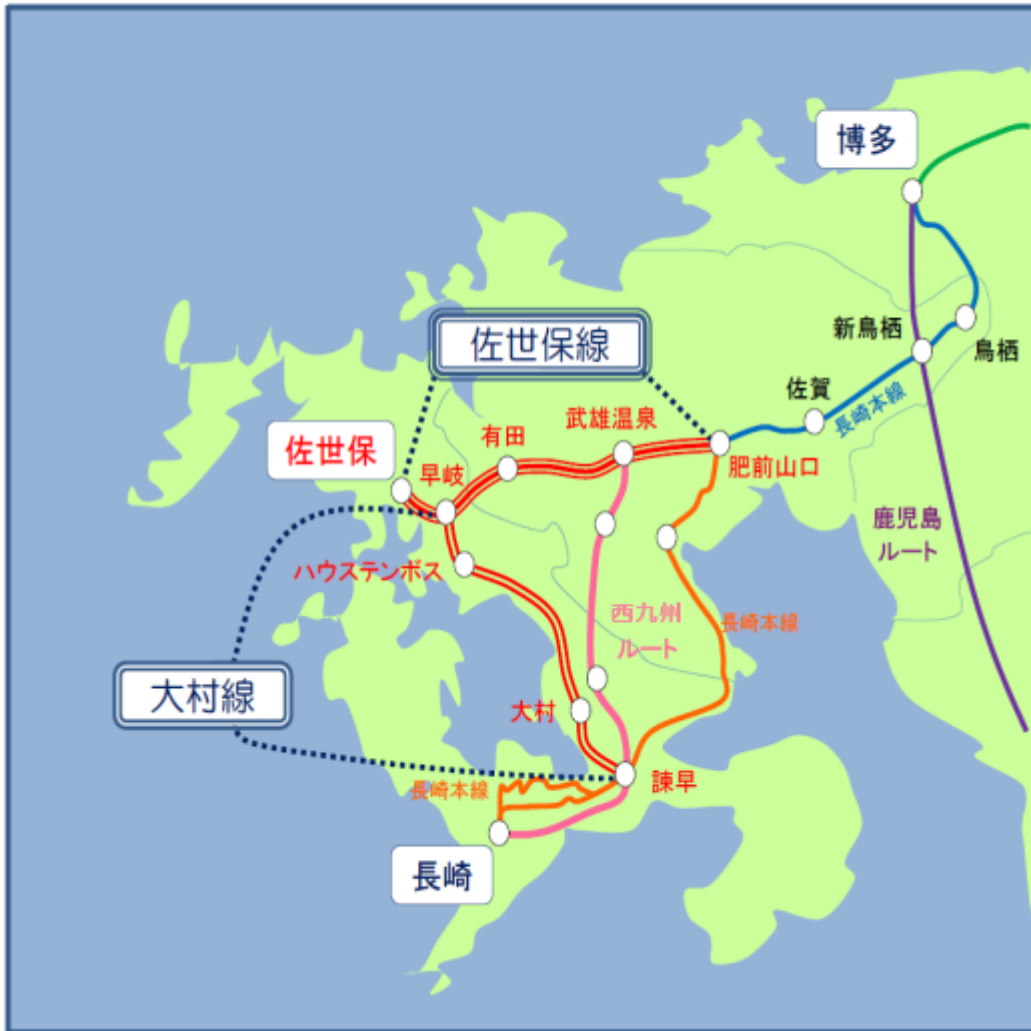 博多
新鳥栖
鳥栖
佐世保線
佐賀
長崎本線
武雄温泉
有田
佐世保
早岐
肥前山口
鹿児島
ルート
ハウステンボス
西九州
ルート
長崎本線
大村線
大村
諫早
長崎本線
長崎